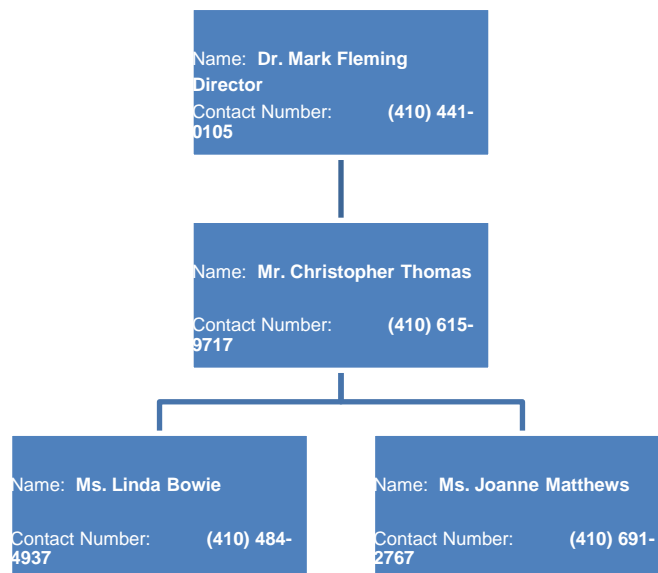 Name: Dr. Mark Fleming
Director
Contact Number: (410) 441-
0105
Name: Mr. Christopher Thomas
Contact Number: (410) 615-
9717
Name: Ms. Linda Bowie
Contact Number: (410) 484-
4937
Name: Ms. Joanne Matthews
Contact Number: (410) 691-
2767